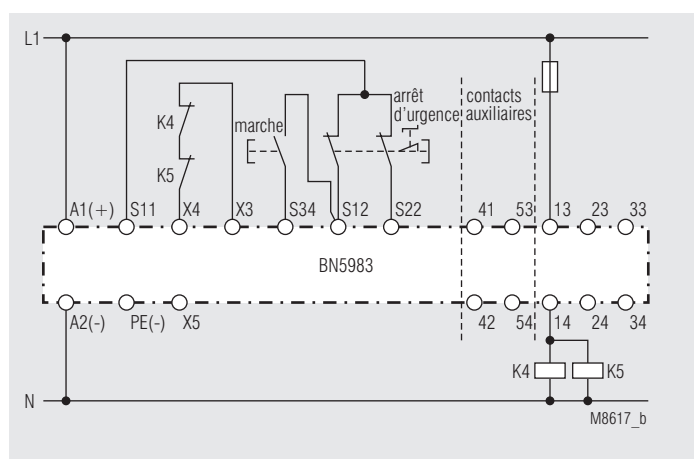 L1
arrêt
d'urgence
contacts
auxiliaires
K4
marche
K5
A1(+) S11 X4 X3 S34 S12 S22 41 53 13 23 33
BN5983
A2(-) PE(-) X5 42 54 14 24 34
K4 K5
N
M8617_b